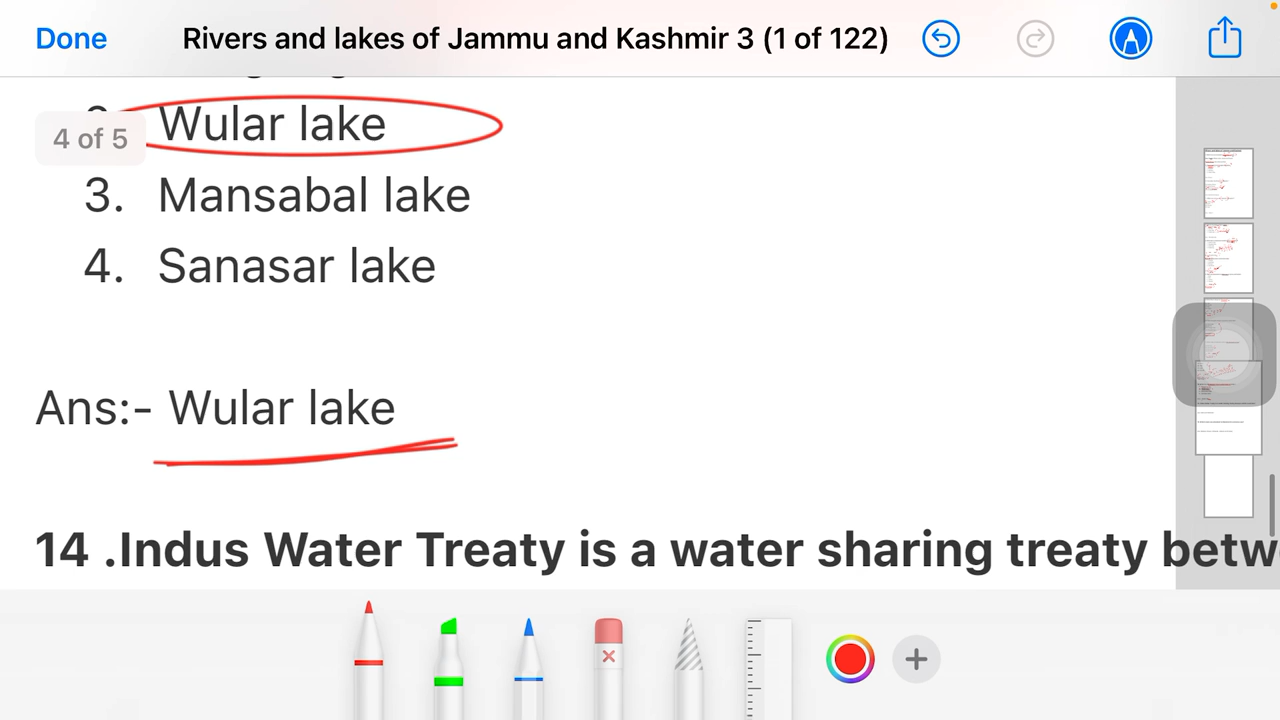 Done
Rivers and lakes of Jammu and Kashmir 3 (1 of 122)
Wular lake
4 of 5
3. Mansabal lake
4. Sanasar lake
Ans:- Wular lake
14 .Indus Water Treaty is a water sharing treaty betw